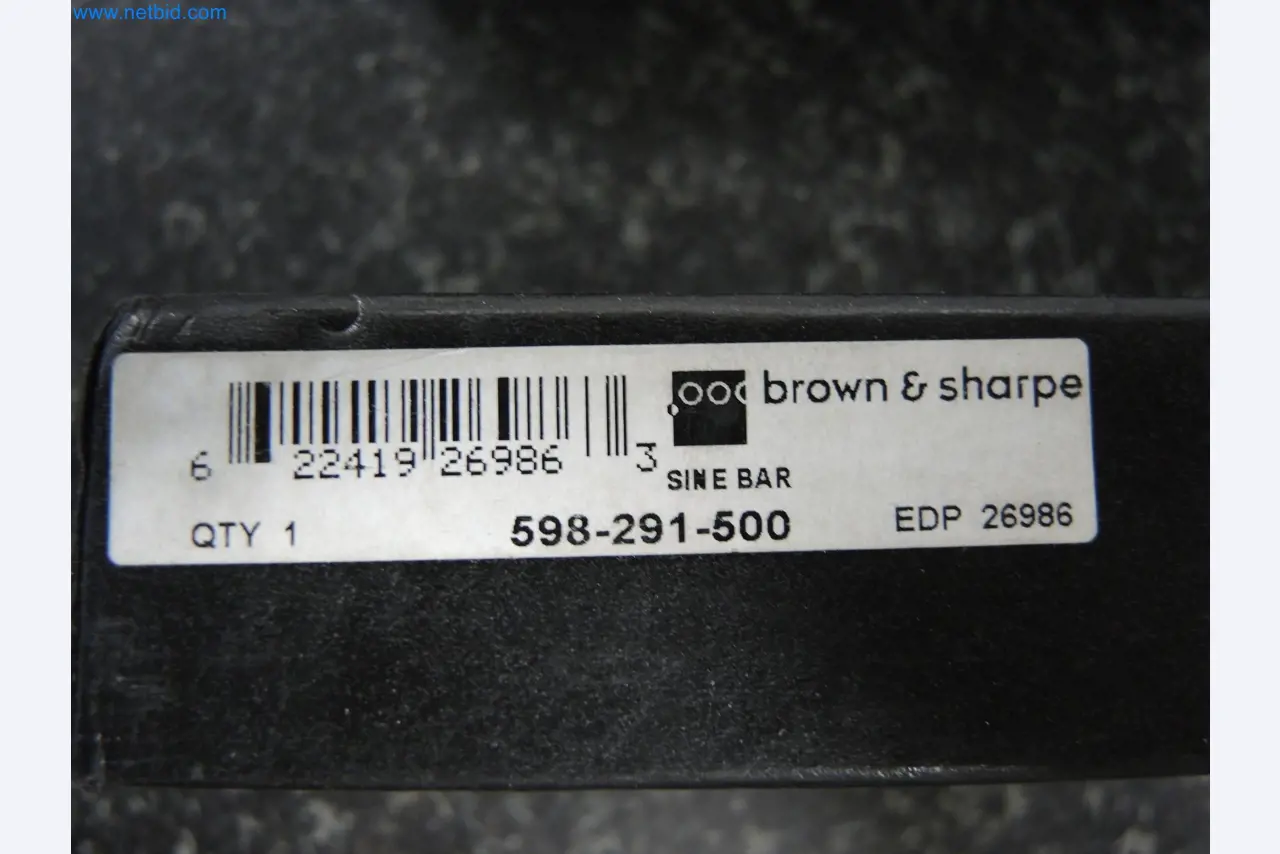 www.netbid.com
brown & sharpe
6 22419 26986 3
SINE BAR
QTY 1 598-291-500 EDP 26986